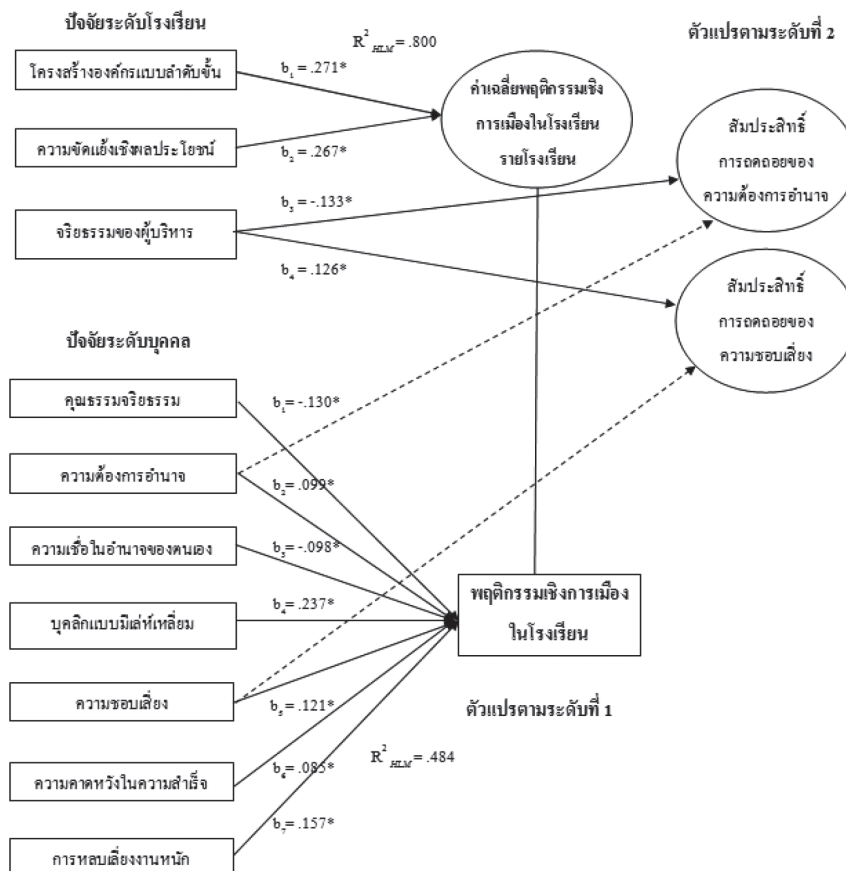 ปัจจัยระดับโรงเรียน
R²HLM = .800
ตัวแปรตามระดับที่ 2
โครงสร้างองค์กรแบบลำดับขั้น
b₁ = .271*
ค่าเฉลี่ยพฤติกรรมเชิง
การเมืองในโรงเรียน
รายโรงเรียน
ความขัดแย้งเชิงผลประโยชน์
b₂ = .267*
สัมประสิทธิ์
การถดถอยของ
ความต้องการอำนาจ
จริยธรรมของผู้บริหาร
b₃ = -.133*
b₄ = .126*
สัมประสิทธิ์
การถดถอยของ
ความชอบเสี่ยง
ปัจจัยระดับบุคคล
คุณธรรมจริยธรรม
b₁ = -.130*
ความต้องการอำนาจ
b₂ = .099*
ความเชื่อในอำนาจของตนเอง
b₃ = -.098*
บุคลิกแบบมีเล่ห์เหลี่ยม
b₄ = .237*
พฤติกรรมเชิงการเมือง
ในโรงเรียน
ความชอบเสี่ยง
b₅ = .121*
ตัวแปรตามระดับที่ 1
ความคาดหวังในความสำเร็จ
b₆ = .085*
R²HLM = .484
การหลบเลี่ยงงานหนัก
b₇ = .157*